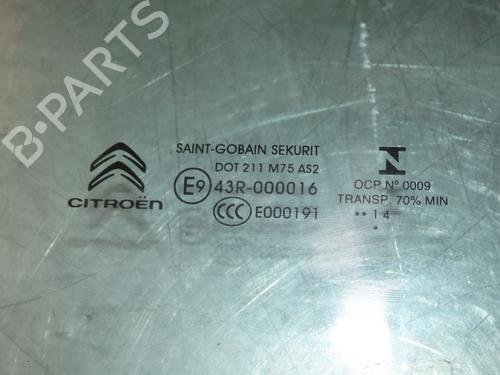 B-PARTS
CITROËN
SAINT-GOBAIN SEKURIT
DOT 211 M75 AS2
E9 43R-000016
CCC E000191
N
OCP Nº 0009
TRANSP. 70% MIN
••14
•